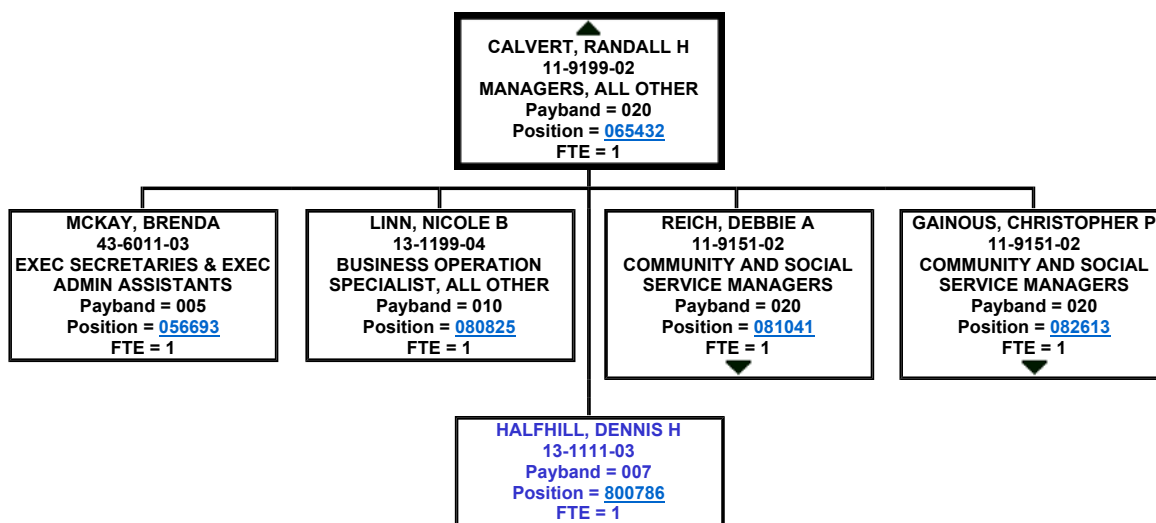 CALVERT, RANDALL H
11-9199-02
MANAGERS, ALL OTHER
Payband = 020
Position = 065432
FTE = 1
MCKAY, BRENDA
43-6011-03
EXEC SECRETARIES & EXEC
ADMIN ASSISTANTS
Payband = 005
Position = 056693
FTE = 1
LINN, NICOLE B
13-1199-04
BUSINESS OPERATION
SPECIALIST, ALL OTHER
Payband = 010
Position = 080825
FTE = 1
REICH, DEBBIE A
11-9151-02
COMMUNITY AND SOCIAL
SERVICE MANAGERS
Payband = 020
Position = 081041
FTE = 1
GAINOUS, CHRISTOPHER P
11-9151-02
COMMUNITY AND SOCIAL
SERVICE MANAGERS
Payband = 020
Position = 082613
FTE = 1
HALFHILL, DENNIS H
13-1111-03
Payband = 007
Position = 800786
FTE = 1